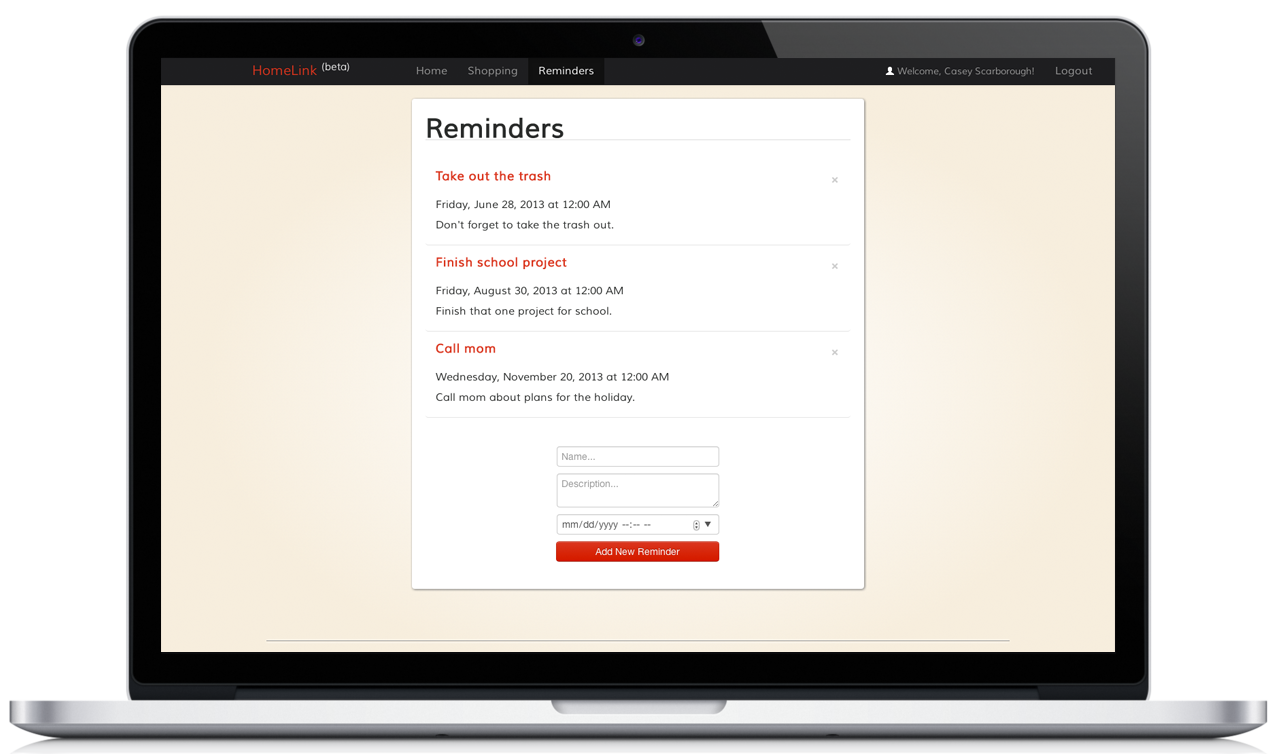 HomeLink (beta) Home Shopping Reminders Welcome, Casey Scarborough! Logout
Reminders
Take out the trash ×
Friday, June 28, 2013 at 12:00 AM
Don't forget to take the trash out.
Finish school project ×
Friday, August 30, 2013 at 12:00 AM
Finish that one project for school.
Call mom ×
Wednesday, November 20, 2013 at 12:00 AM
Call mom about plans for the holiday.
Name...
Description...
mm/dd/yyyy --:-- --
Add New Reminder